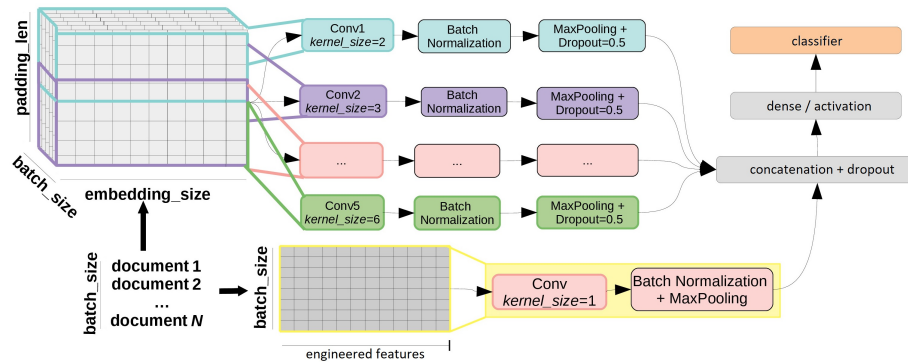 padding_len
batch_size
embedding_size
Conv1
kernel_size=2
Batch
Normalization
MaxPooling +
Dropout=0.5
Conv2
kernel_size=3
Batch
Normalization
MaxPooling +
Dropout=0.5
...
...
...
Conv5
kernel_size=6
Batch
Normalization
MaxPooling +
Dropout=0.5
classifier
dense / activation
concatenation + dropout
batch_size
document 1
document 2
...
document N
batch_size
engineered features
Conv
kernel_size=1
Batch Normalization
+ MaxPooling